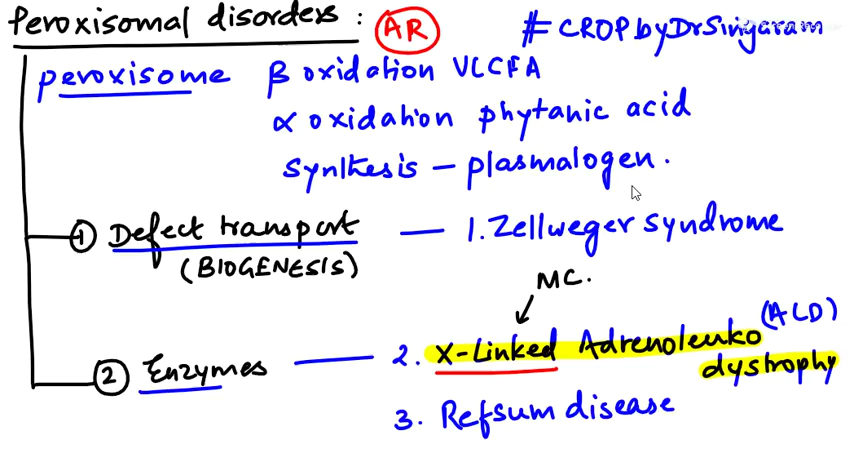 Peroxisomal disorders : AR #CROPbyDrSingaram
peroxisome β oxidation VLCFA
α oxidation phytanic acid
Synthesis – plasmalogen.
① Defect transport – 1. Zellweger syndrome
(BIOGENESIS)
MC.
② Enzymes – 2. X-Linked Adrenoleuko (ALD)
dystrophy
3. Refsum disease